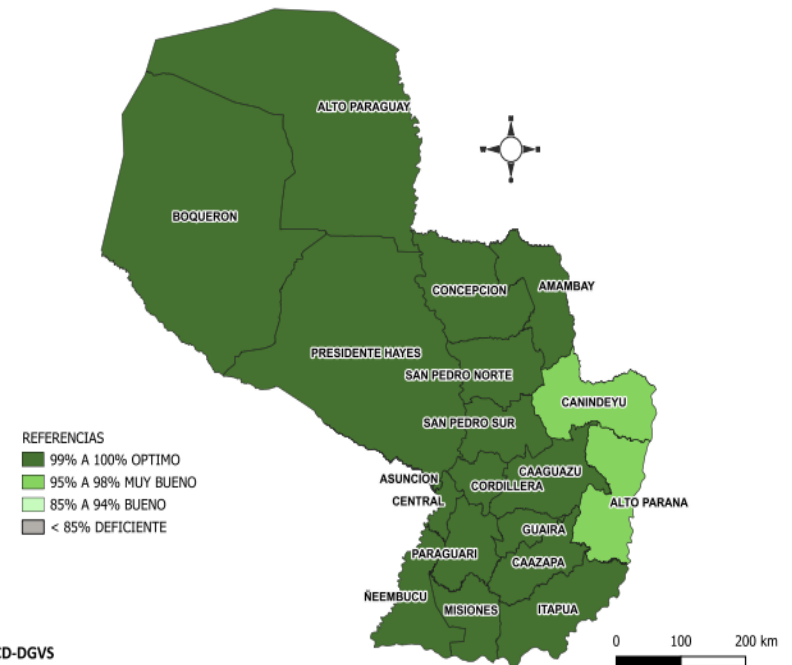 ALTO PARAGUAY
BOQUERON
CONCEPCION
AMAMBAY
PRESIDENTE HAYES
SAN PEDRO NORTE
CANINDEYU
SAN PEDRO SUR
REFERENCIAS
99% A 100% OPTIMO
95% A 98% MUY BUENO
85% A 94% BUENO
< 85% DEFICIENTE
CAAGUAZU
ASUNCION
CORDILLERA
CENTRAL
ALTO PARANA
GUAIRA
PARAGUARI
CAAZAPA
ÑEEMBUCU
MISIONES
ITAPUA
CD-DGVS
0 100 200 km